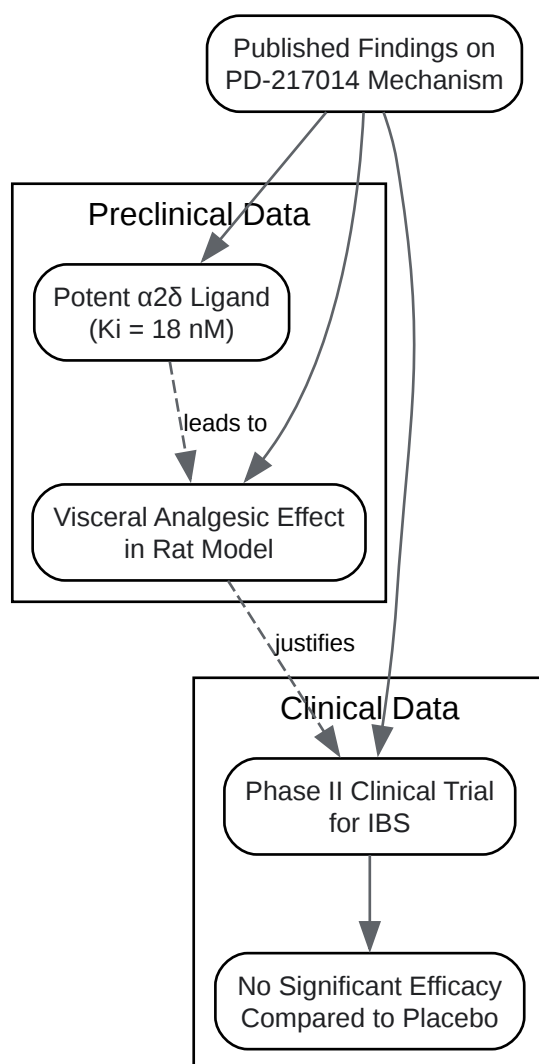 Published Findings on
PD-217014 Mechanism
Preclinical Data
Potent α2δ Ligand
(Ki = 18 nM)
leads to
Visceral Analgesic Effect
in Rat Model
justifies
Clinical Data
Phase II Clinical Trial
for IBS
No Significant Efficacy
Compared to Placebo